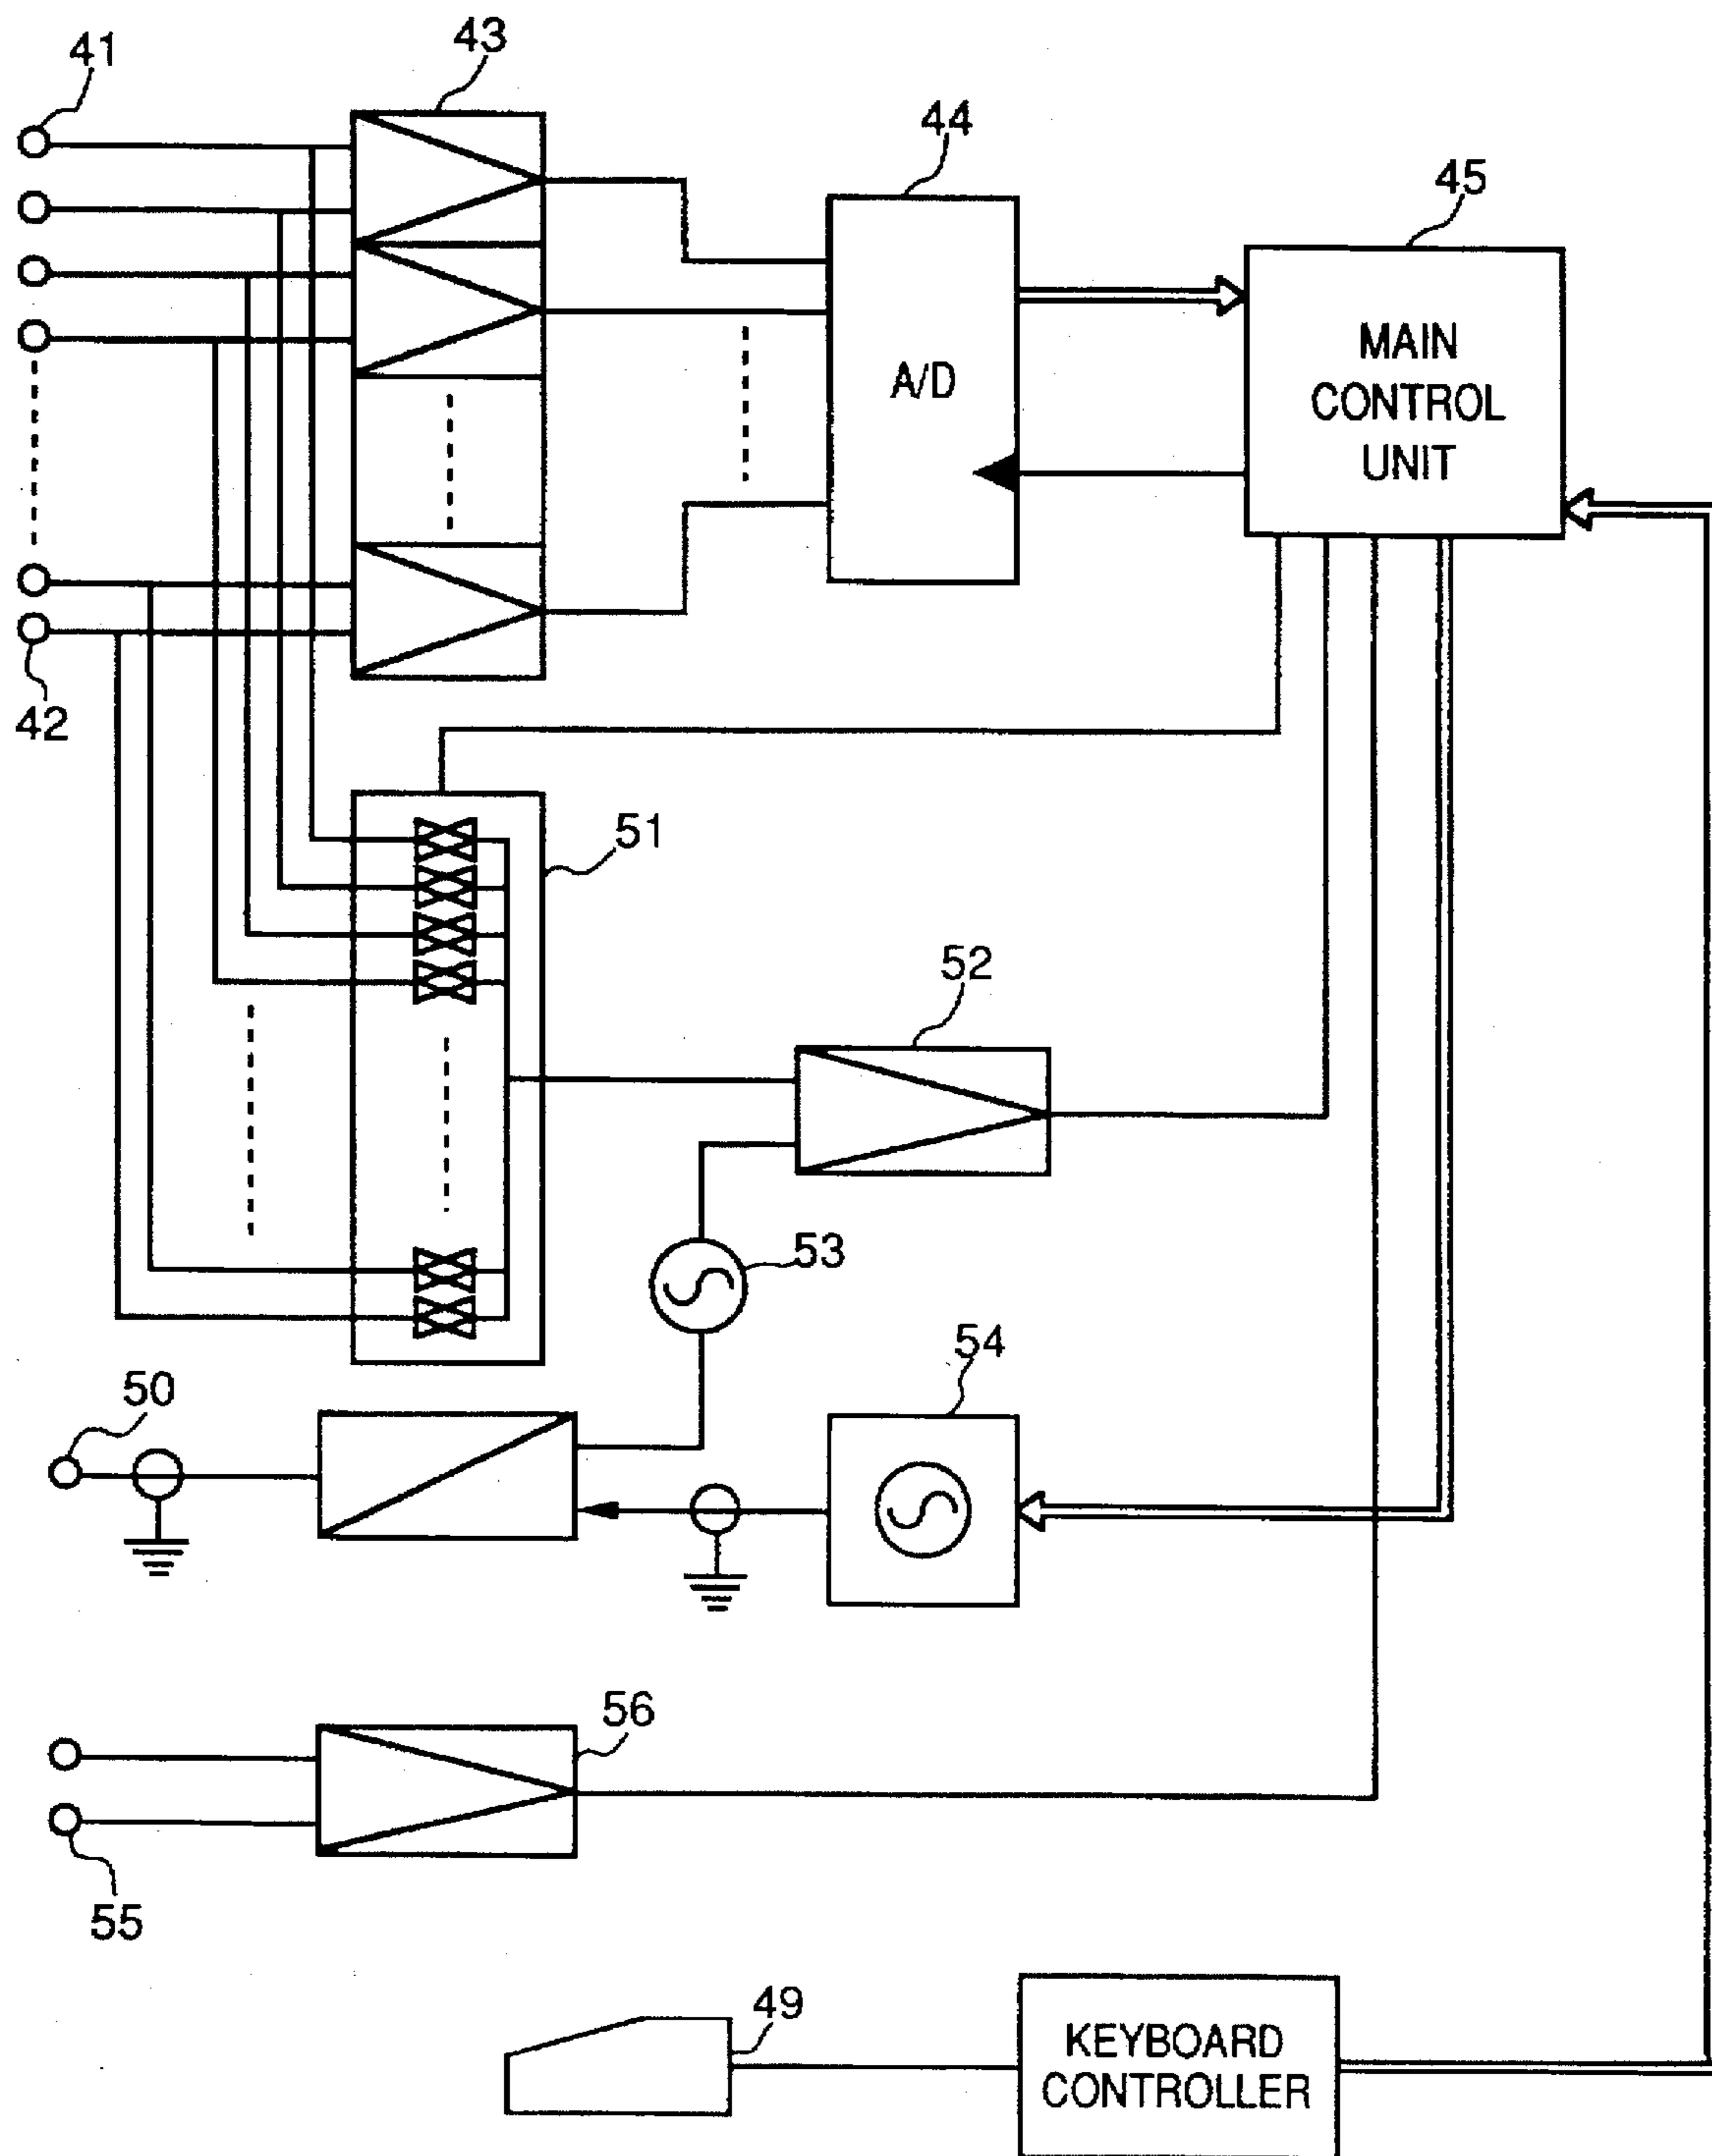 41
43
44
45
A/D
MAIN
CONTROL
UNIT
42
51
52
53
50
54
56
55
49
KEYBOARD
CONTROLLER